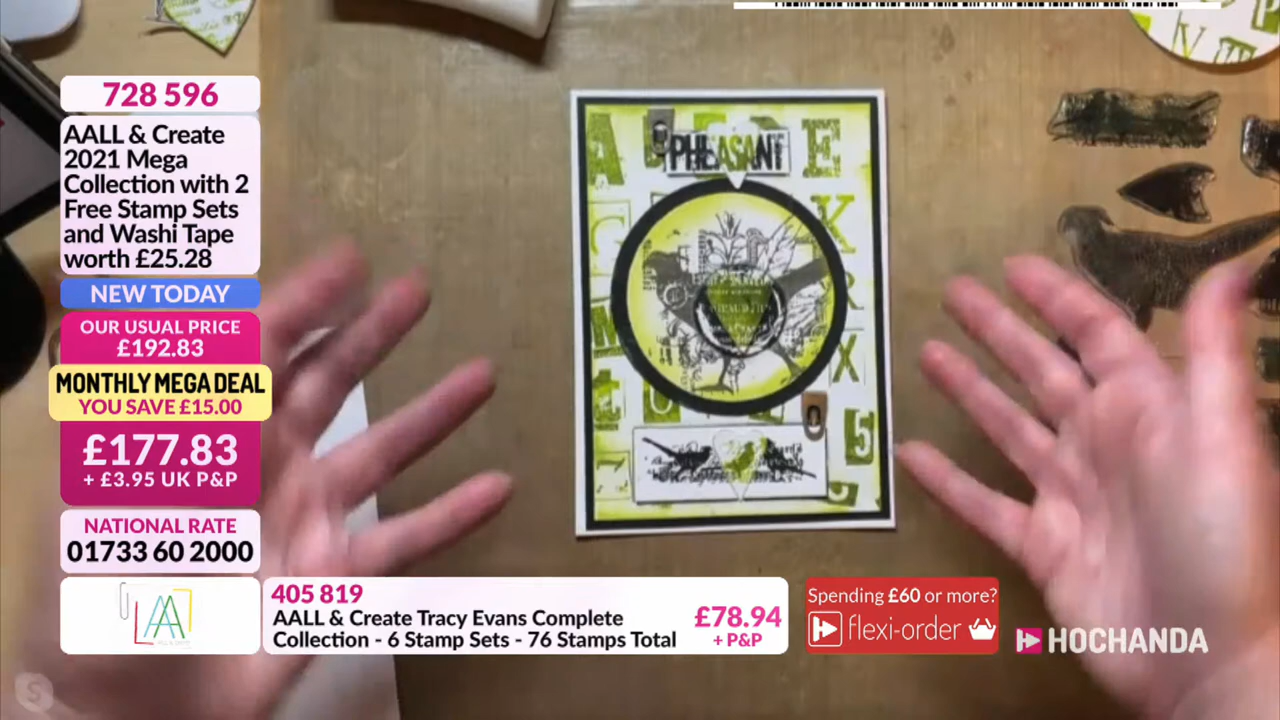 728 596
AALL & Create
2021 Mega
Collection with 2
Free Stamp Sets
and Washi Tape
worth £25.28
NEW TODAY
OUR USUAL PRICE
£192.83
MONTHLY MEGA DEAL
YOU SAVE £15.00
£177.83
+ £3.95 UK P&P
NATIONAL RATE
01733 60 2000
PHEASANT
E
K
R
X
5
405 819
AALL & Create Tracy Evans Complete
Collection - 6 Stamp Sets - 76 Stamps Total
£78.94
+ P&P
Spending £60 or more?
flexi-order
HOCHANDA